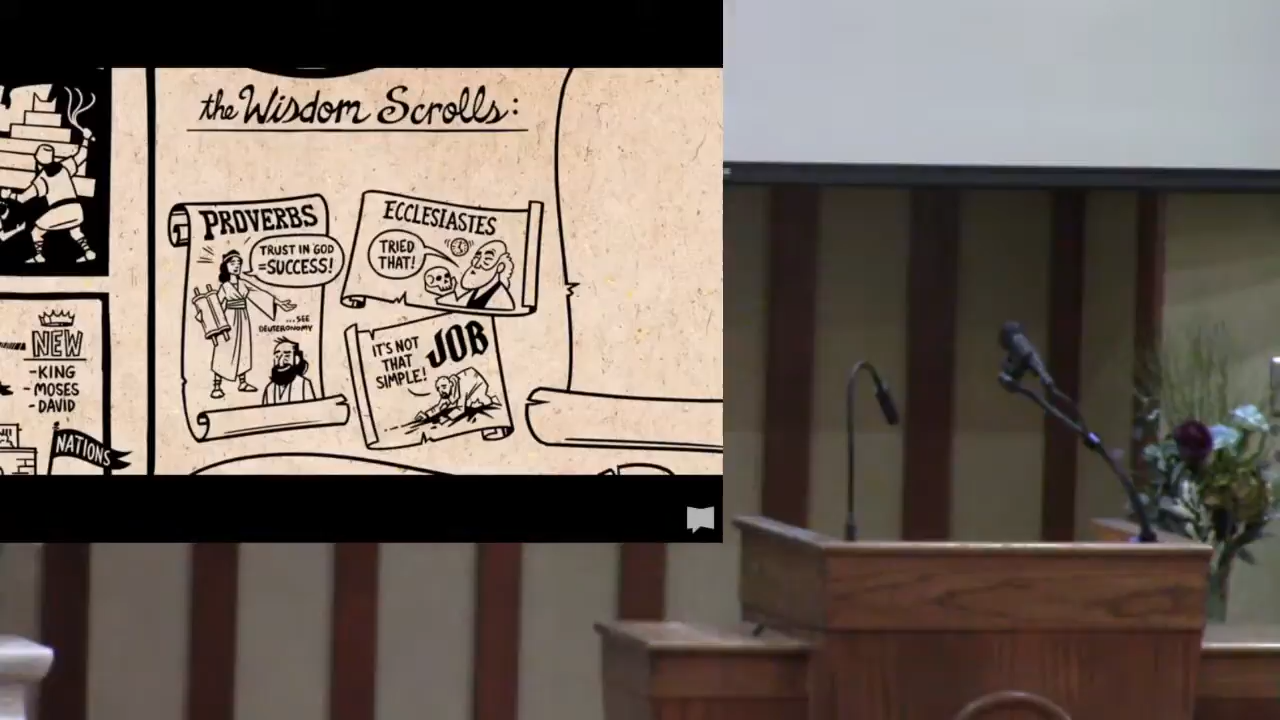 the Wisdom Scrolls:
PROVERBS
TRUST IN GOD
=SUCCESS!
...SEE
DEUTERONOMY
ECCLESIASTES
TRIED
THAT!
JOB
IT'S NOT
THAT
SIMPLE!
NEW
-KING
-MOSES
-DAVID
NATIONS